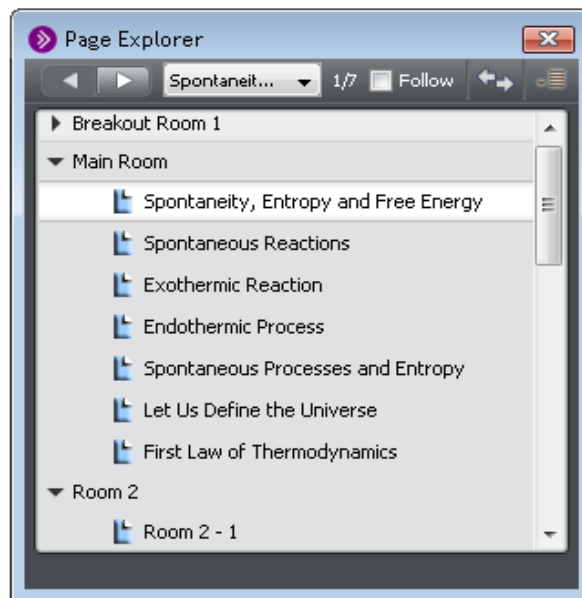 Page Explorer
Spontaneit... 1/7 Follow
Breakout Room 1
Main Room
Spontaneity, Entropy and Free Energy
Spontaneous Reactions
Exothermic Reaction
Endothermic Process
Spontaneous Processes and Entropy
Let Us Define the Universe
First Law of Thermodynamics
Room 2
Room 2 - 1